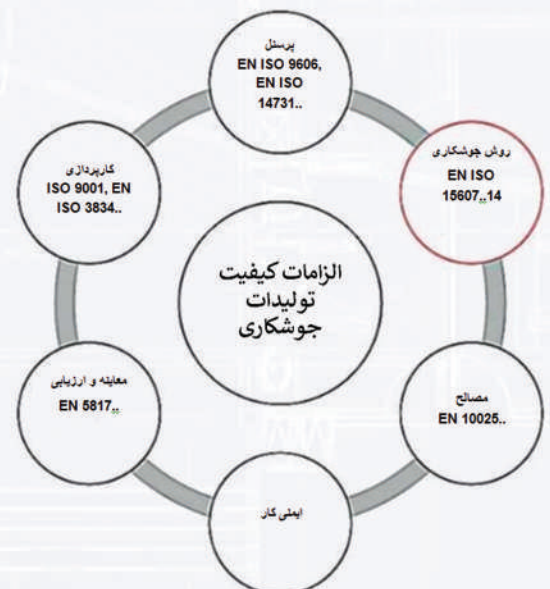 پرسنل
EN ISO 9606,
EN ISO
14731..
روش جوشکاری
EN ISO
15607,,14
مصالح
EN 10025..
ایمنی کار
معاینه و ارزیابی
EN 5817,,
کارپردازی
ISO 9001, EN
ISO 3834..
الزامات کیفیت
تولیدات
جوشکاری